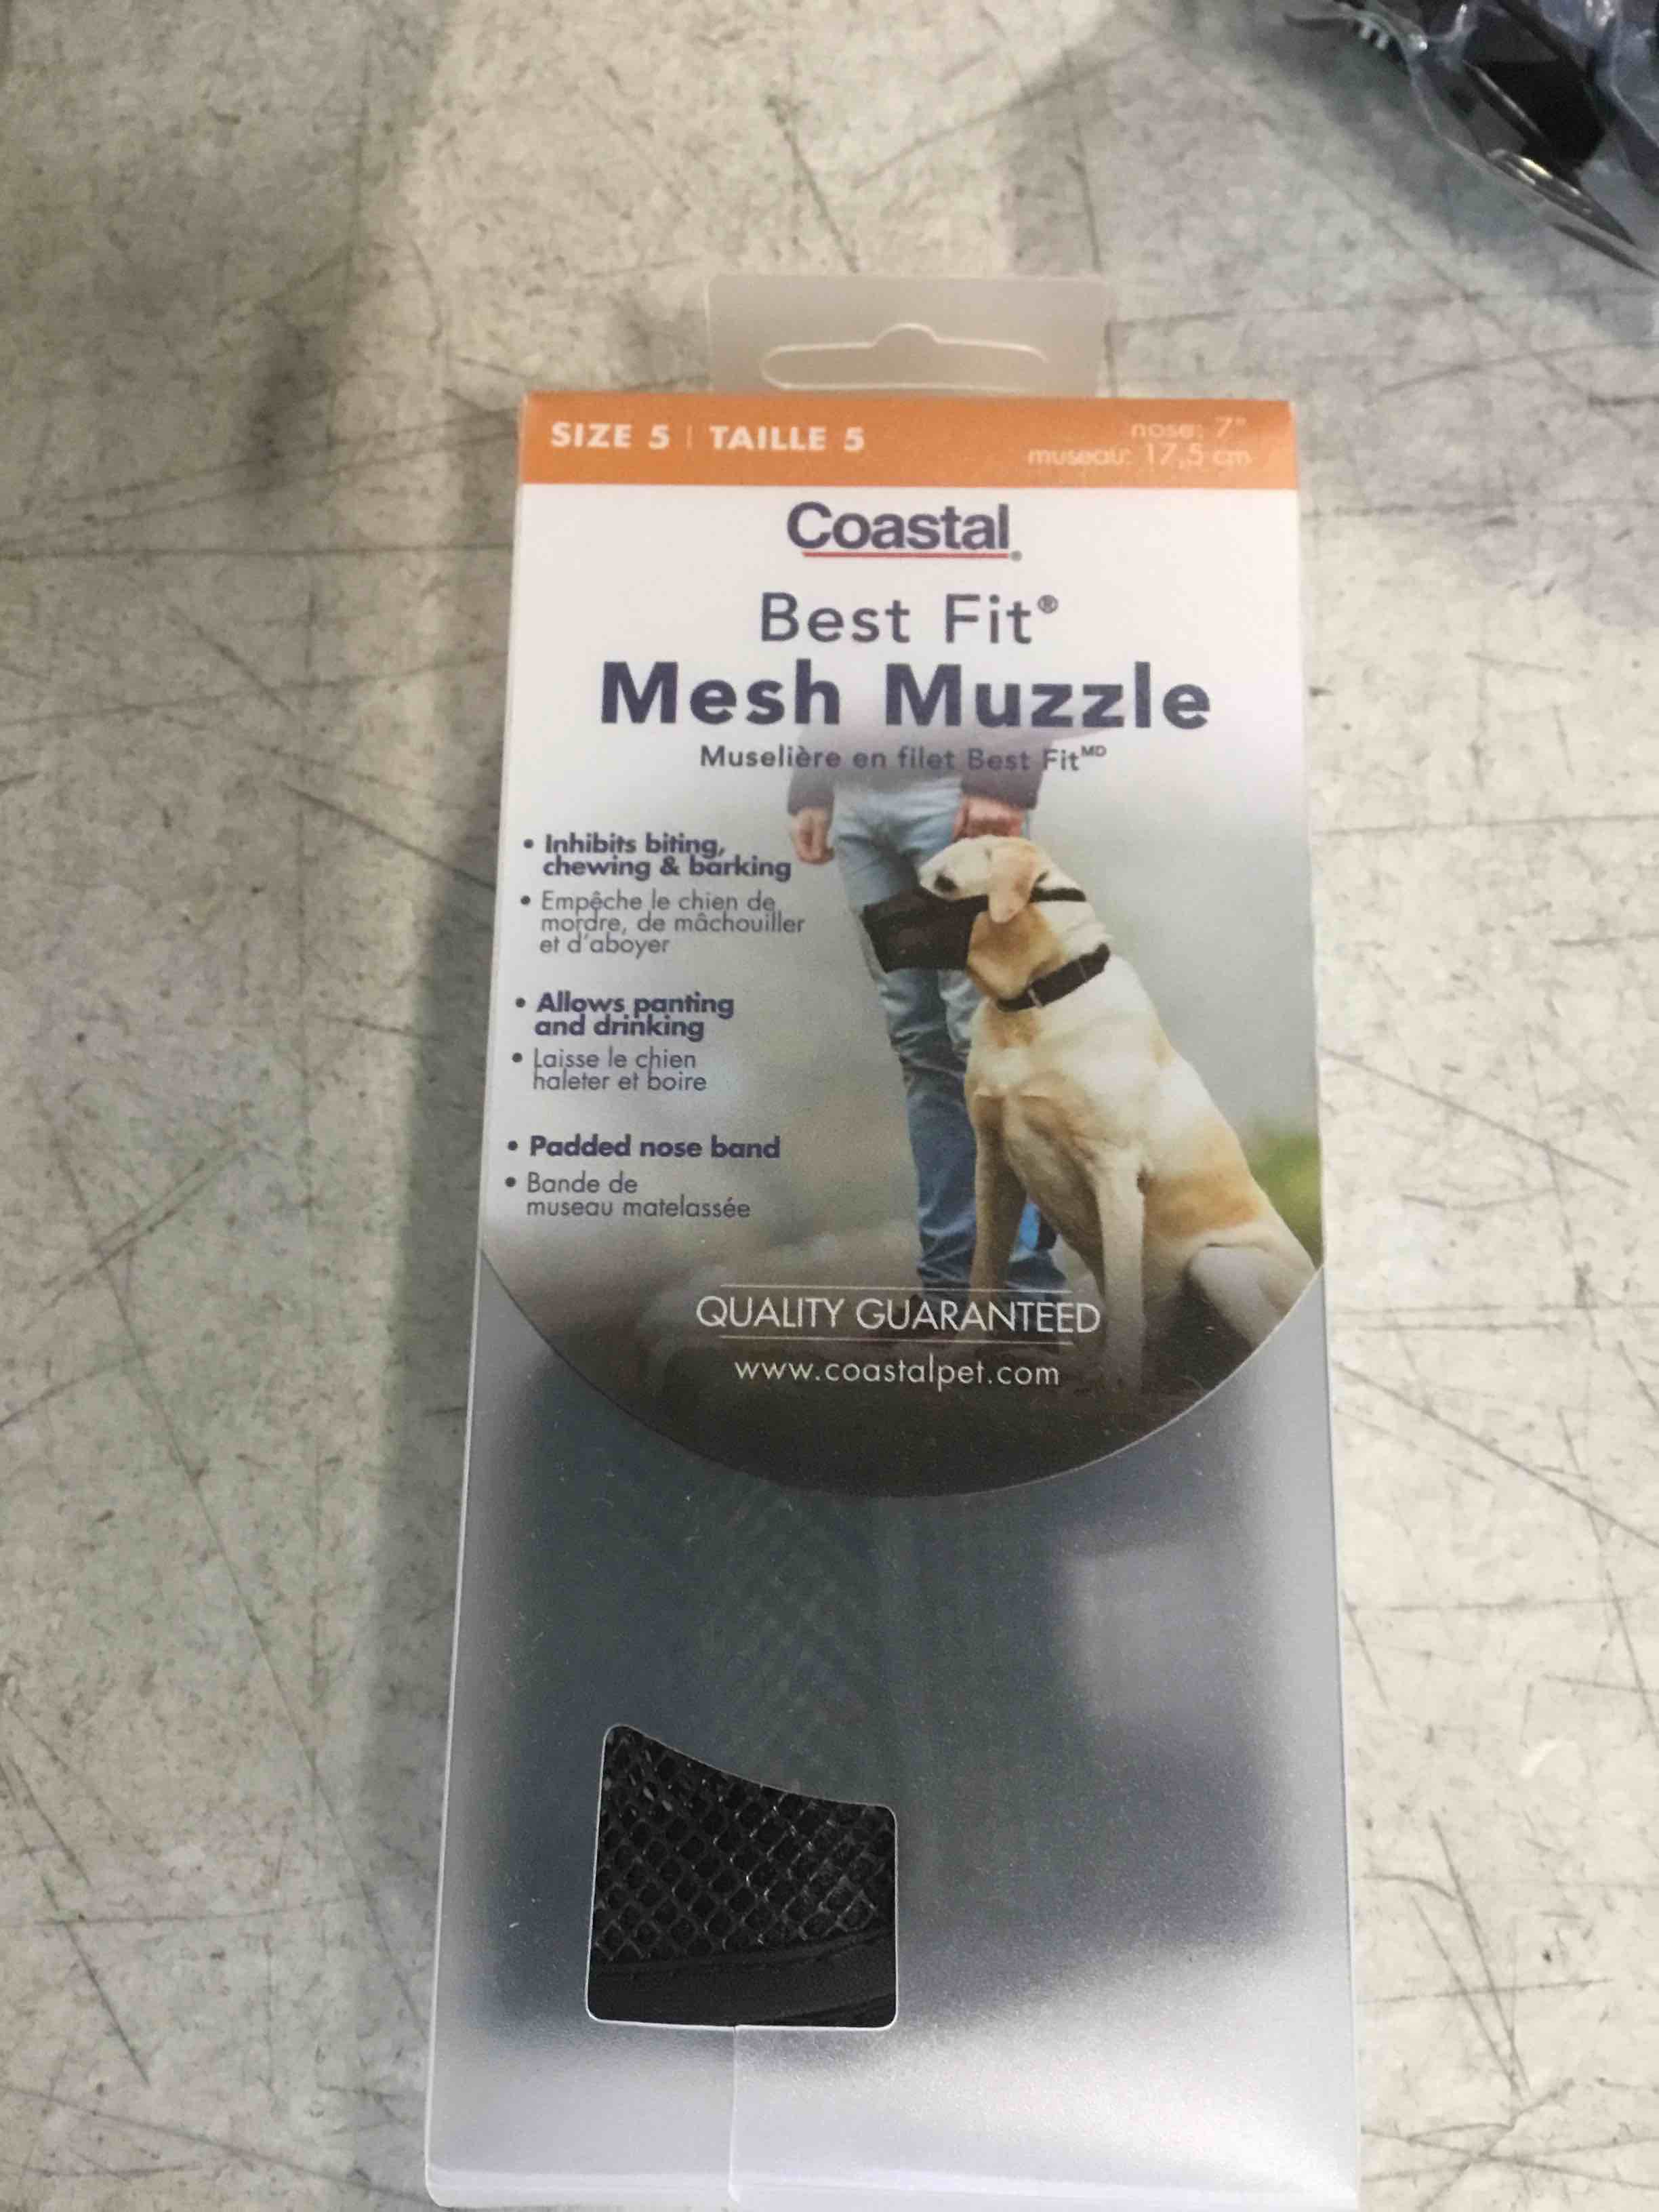 SIZE 5 | TAILLE 5
nose: 7"
museau: 17,5 cm
Coastal®
Best Fit®
Mesh Muzzle
Muselière en filet Best Fit MD
• Inhibits biting,
chewing & barking
• Empêche le chien de
mordre, de mâchouiller
et d'aboyer
• Allows panting
and drinking
• Laisse le chien
haleter et boire
• Padded nose band
• Bande de
museau matelassée
QUALITY GUARANTEED
www.coastalpet.com